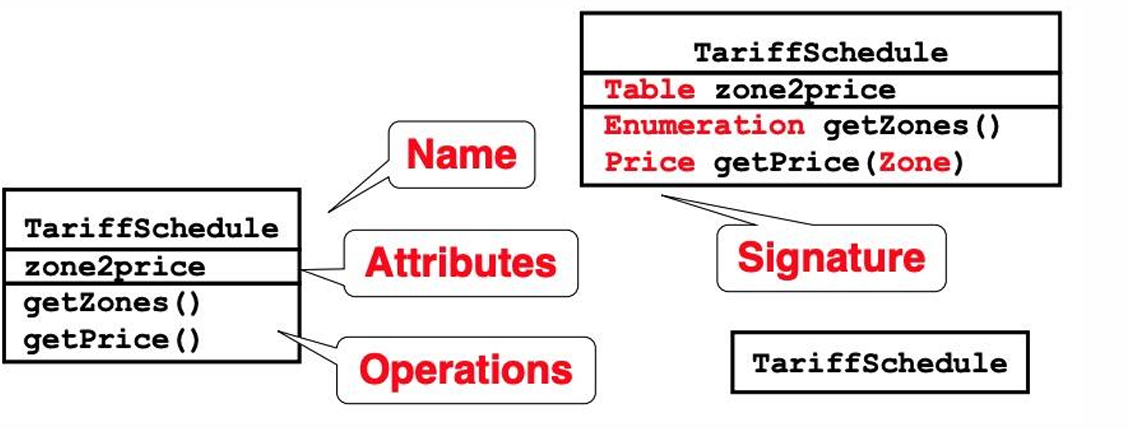 TariffSchedule
Table zone2price
Enumeration getZones()
Price getPrice(Zone)
Name
TariffSchedule
zone2price
getZones()
getPrice()
Attributes
Operations
Signature
TariffSchedule